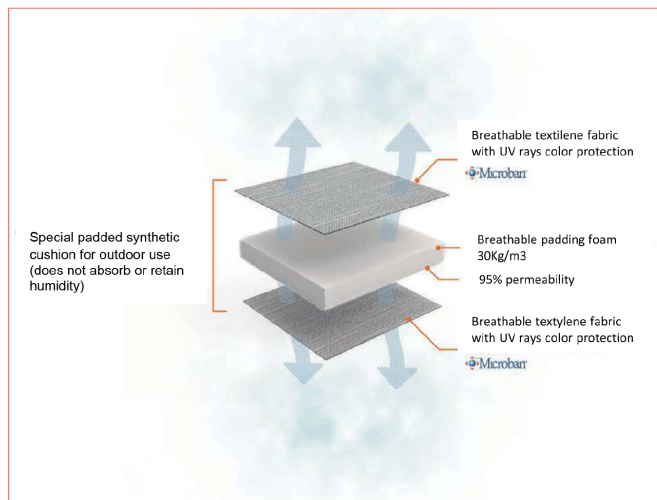 Breathable textilene fabric
with UV rays color protection
Microban
Special padded synthetic
cushion for outdoor use
(does not absorb or retain
humidity)
Breathable padding foam
30Kg/m3
95% permeability
Breathable textylene fabric
with UV rays color protection
Microban